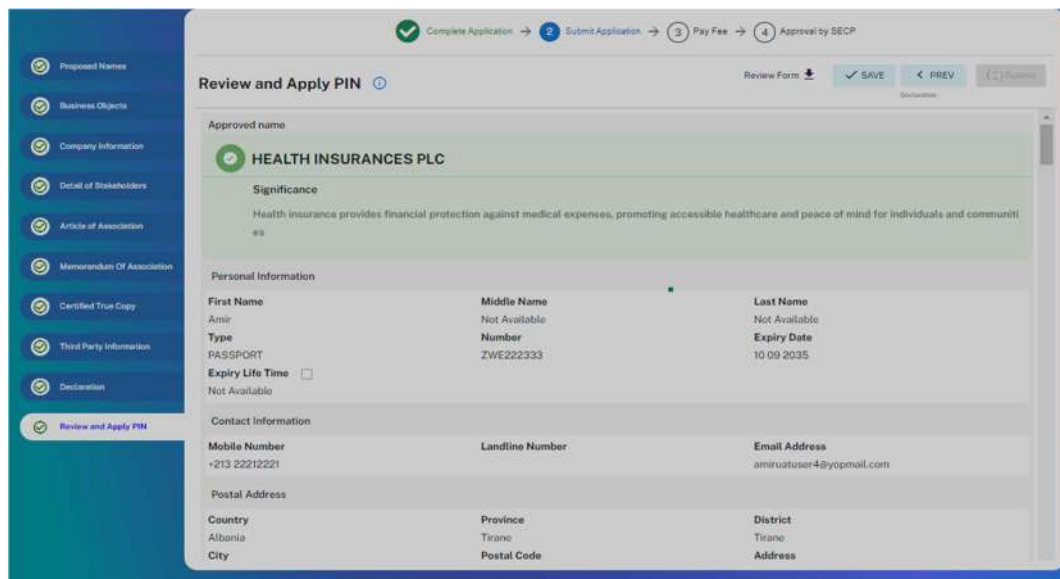 Complete Application → 2 Submit Application → 3 Pay Fee → 4 Approval by SECP
Proposed Names
Business Objects
Company Information
Detail of Stakeholders
Article of Association
Memorandum Of Association
Certified True Copy
Third Party Information
Declaration
Review and Apply PIN
Review and Apply PIN
Review Form SAVE PREV Submit
Declaration
Approved name
HEALTH INSURANCES PLC
Significance
Health insurance provides financial protection against medical expenses, promoting accessible healthcare and peace of mind for individuals and communiti
es
Personal Information
First Name Middle Name Last Name
Amir Not Available Not Available
Type Number Expiry Date
PASSPORT ZWE222333 10 09 2035
Expiry Life Time
Not Available
Contact Information
Mobile Number Landline Number Email Address
+213 22212221 amiruatuser4@yopmail.com
Postal Address
Country Province District
Albania Tirane Tirane
City Postal Code Address